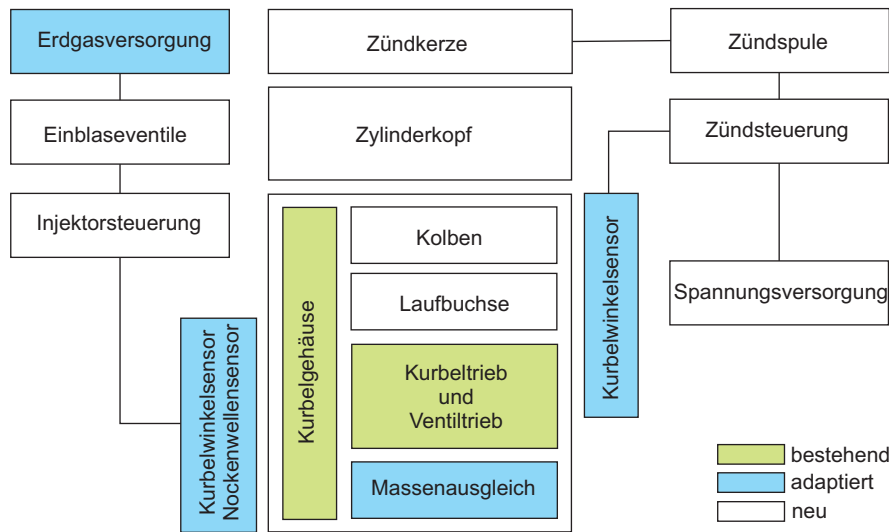 Erdgasversorgung
Zündkerze
Zündspule
Einblaseventile
Zylinderkopf
Zündsteuerung
Injektorsteuerung
Kolben
Laufbuchse
Kurbelgehäuse
Kurbeltrieb
und
Ventiltrieb
Massenausgleich
Kurbelwinkelsensor
Nockenwellensensor
Kurbelwinkelsensor
Spannungsversorgung
bestehend
adaptiert
neu